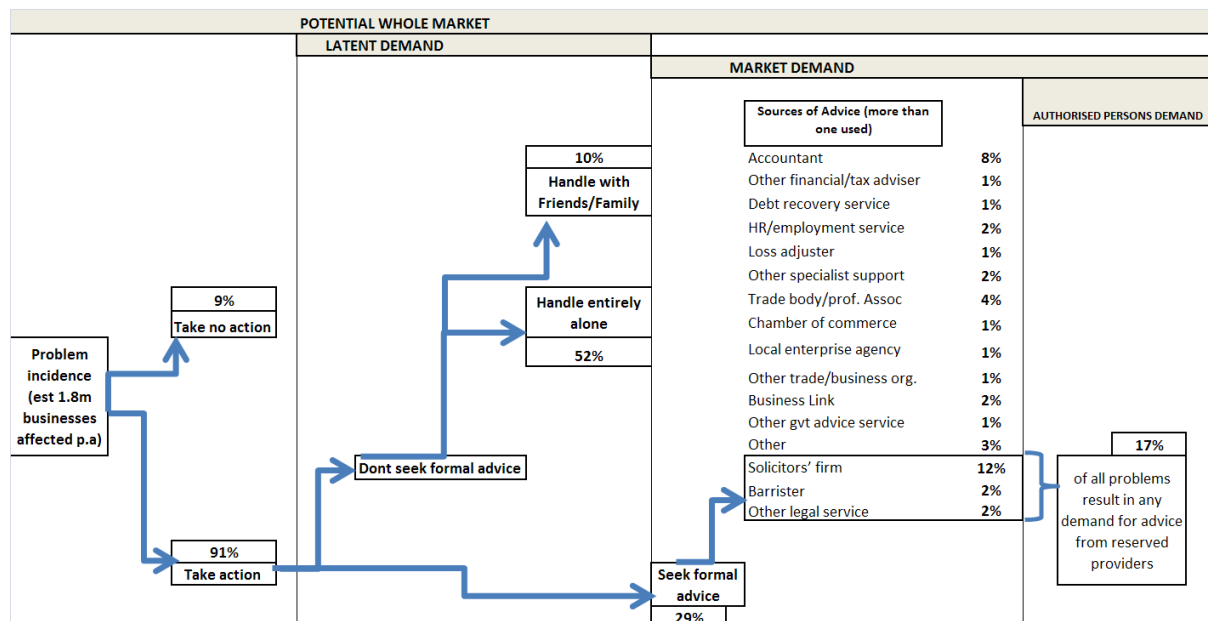 POTENTIAL WHOLE MARKET
LATENT DEMAND
MARKET DEMAND
AUTHORISED PERSONS DEMAND
Problem
incidence
(est 1.8m
businesses
affected p.a)
9%
Take no action
91%
Take action
Dont seek formal advice
10%
Handle with
Friends/Family
Handle entirely
alone
52%
Seek formal
advice
29%
Sources of Advice (more than
one used)
Accountant 8%
Other financial/tax adviser 1%
Debt recovery service 1%
HR/employment service 2%
Loss adjuster 1%
Other specialist support 2%
Trade body/prof. Assoc 4%
Chamber of commerce 1%
Local enterprise agency 1%
Other trade/business org. 1%
Business Link 2%
Other gvt advice service 1%
Other 3%
Solicitors’ firm 12%
Barrister 2%
Other legal service 2%
17%
of all problems
result in any
demand for advice
from reserved
providers